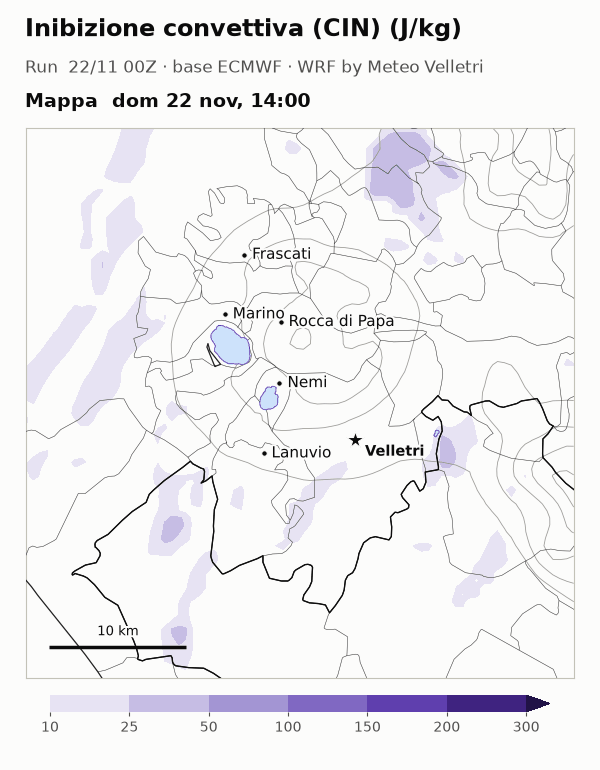 Inibizione convettiva (CIN) (J/kg)
Run 22/11 00Z · base ECMWF · WRF by Meteo Velletri
Mappa dom 22 nov, 14:00
Frascati
Marino
Rocca di Papa
Nemi
Velletri
Lanuvio
10 km
10 25 50 100 150 200 300